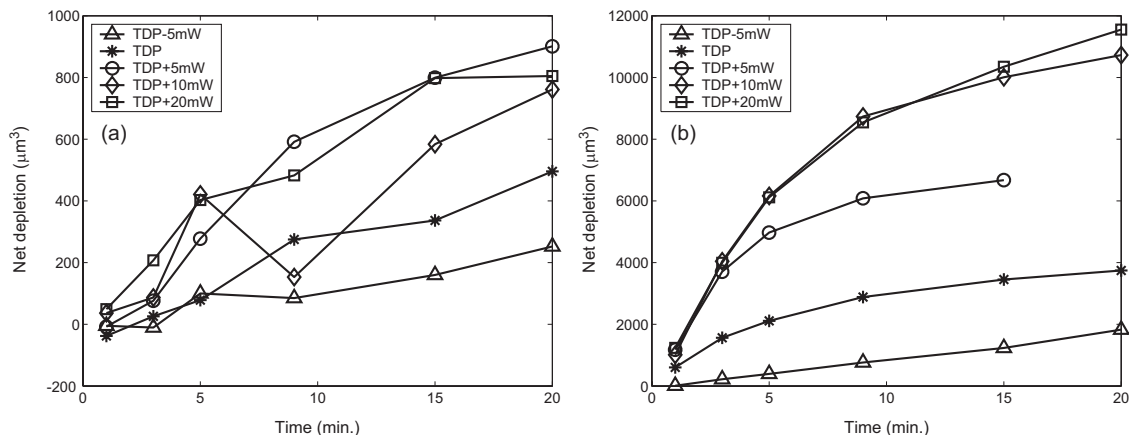 1000
800
600
400
200
0
-200
0 5 10 15 20
Time (min.)
Net depletion (μm³)
TDP-5mW
TDP
TDP+5mW
TDP+10mW
TDP+20mW
(a)
12000
10000
8000
6000
4000
2000
0
0 5 10 15 20
Time (min.)
Net depletion (μm³)
TDP-5mW
TDP
TDP+5mW
TDP+10mW
TDP+20mW
(b)